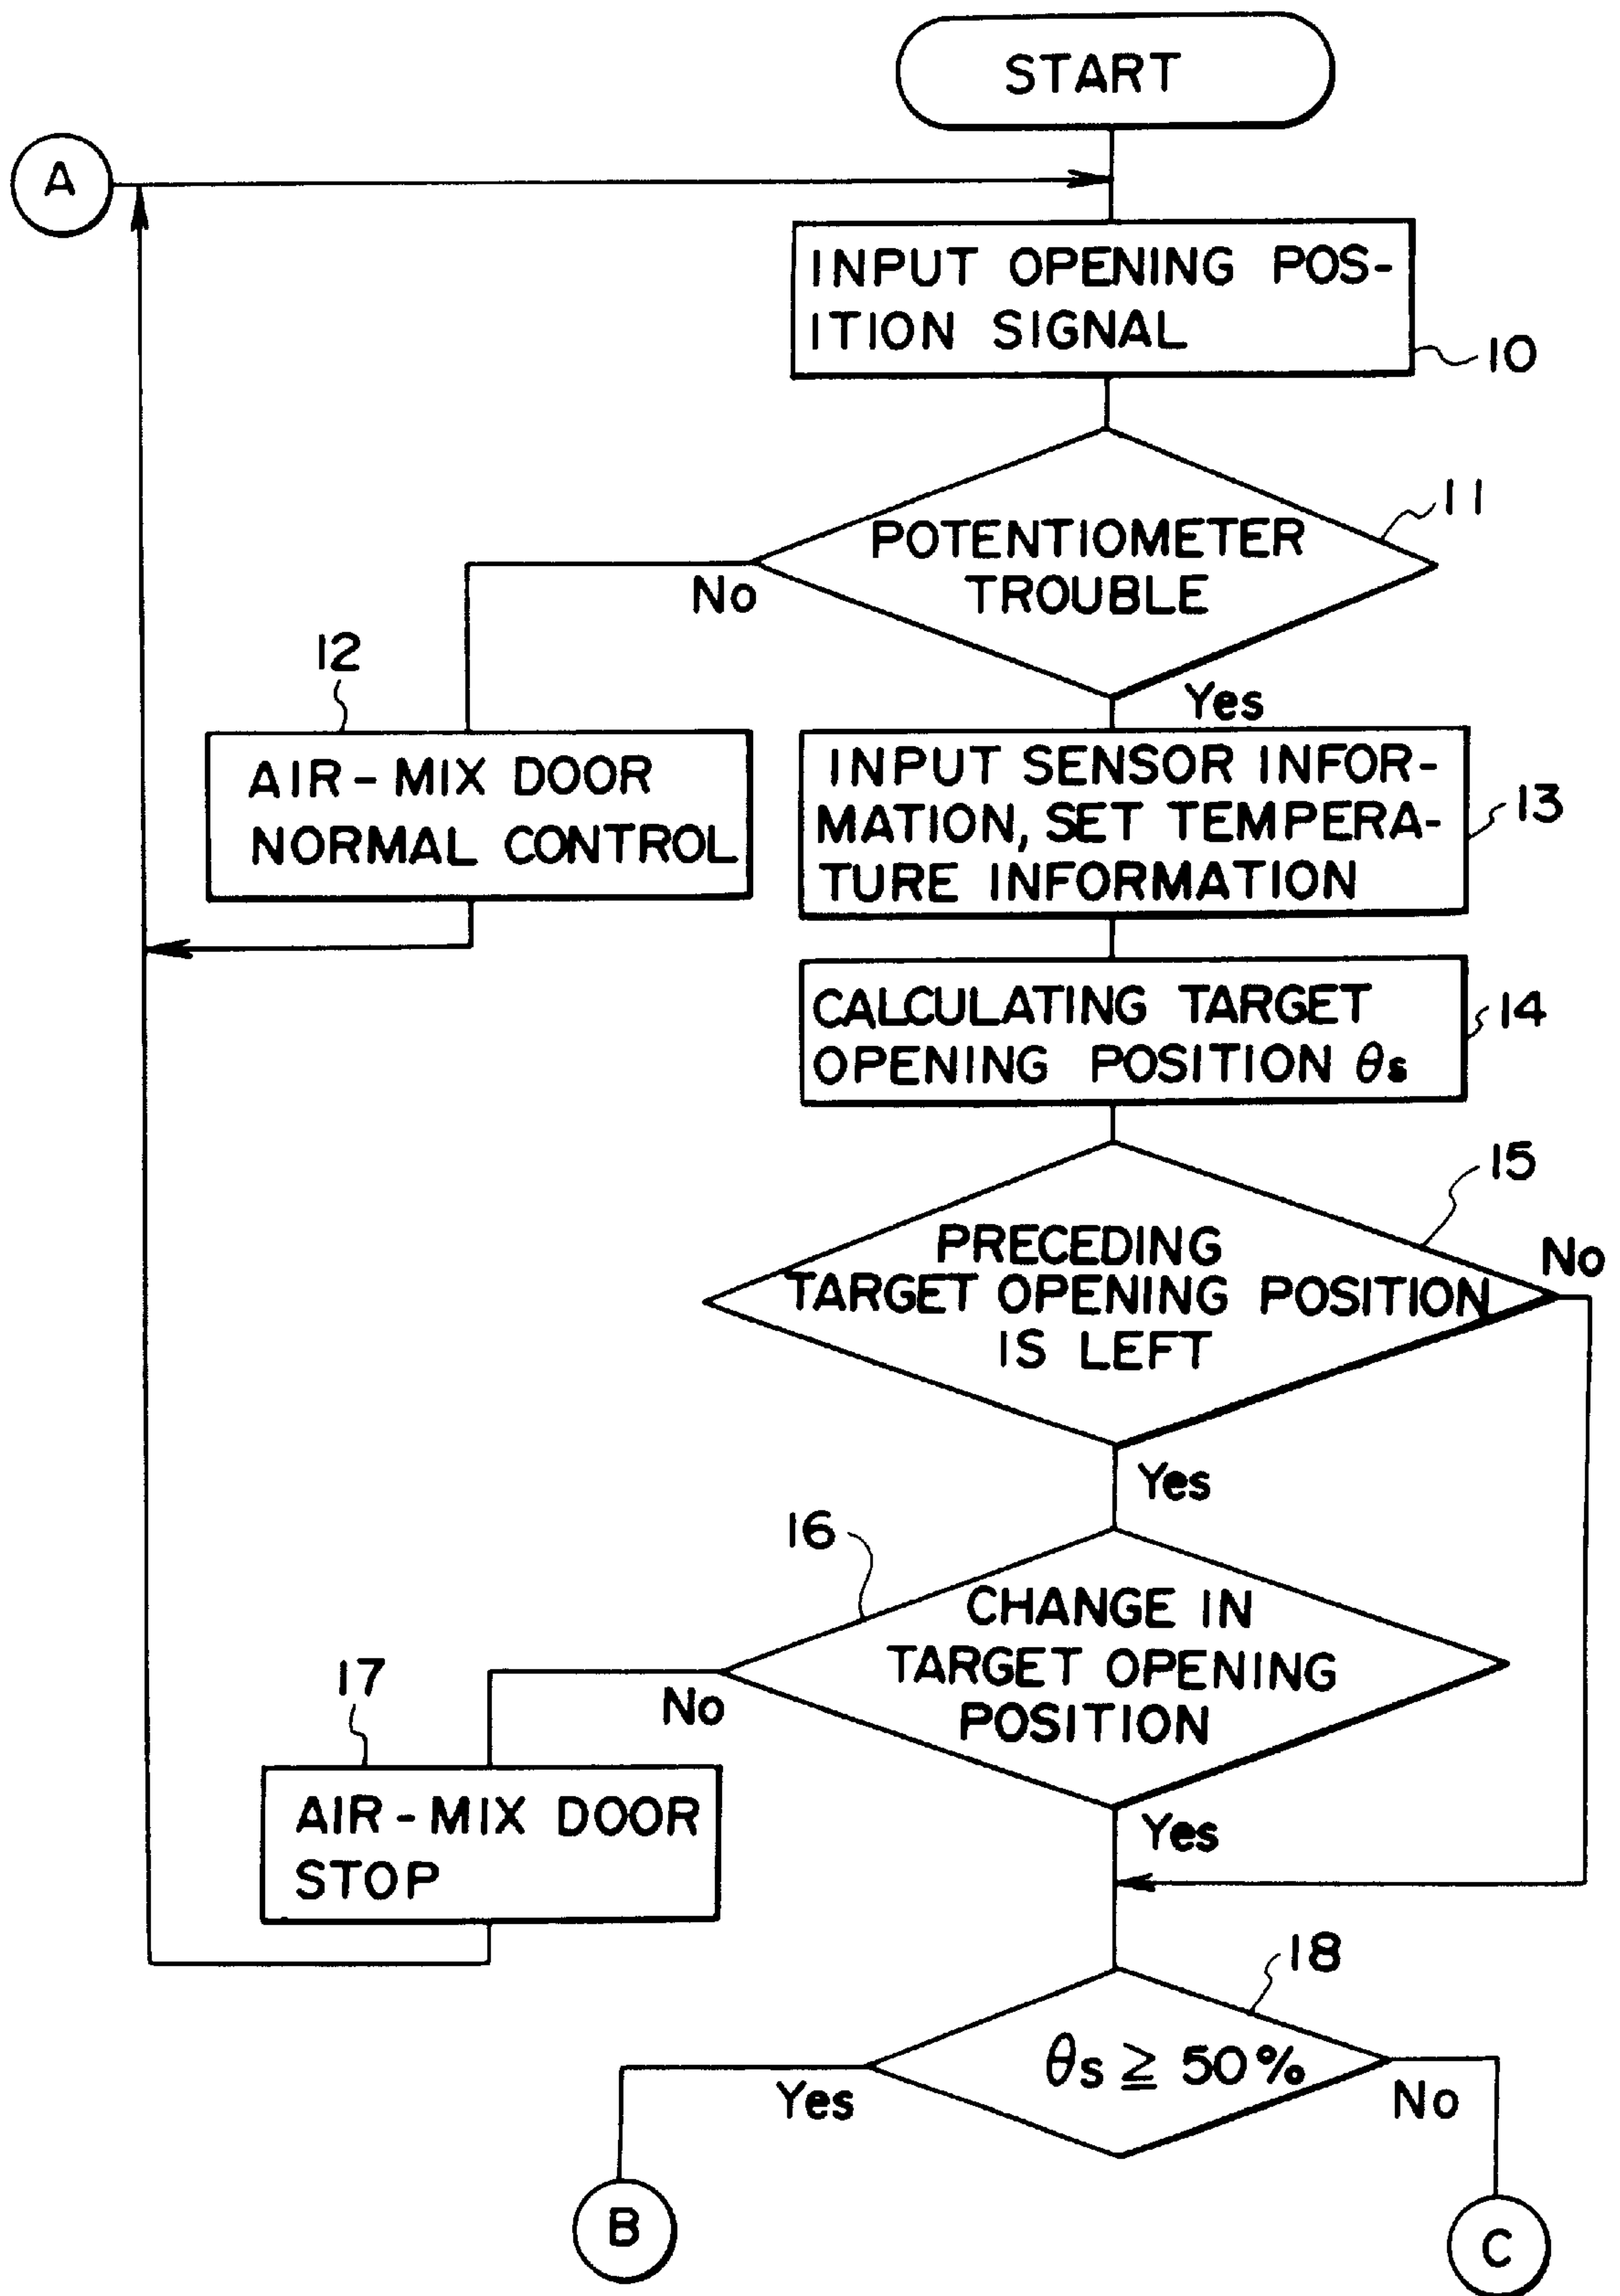 START
A
INPUT OPENING POS-
ITION SIGNAL
10
11
POTENTIOMETER
TROUBLE
No
Yes
12
AIR-MIX DOOR
NORMAL CONTROL
INPUT SENSOR INFOR-
MATION, SET TEMPERA-
TURE INFORMATION
13
CALCULATING TARGET
OPENING POSITION θs
14
15
PRECEDING
TARGET OPENING POSITION
IS LEFT
No
Yes
16
CHANGE IN
TARGET OPENING
POSITION
No
Yes
17
AIR-MIX DOOR
STOP
18
θs ≧ 50%
Yes
No
B
C